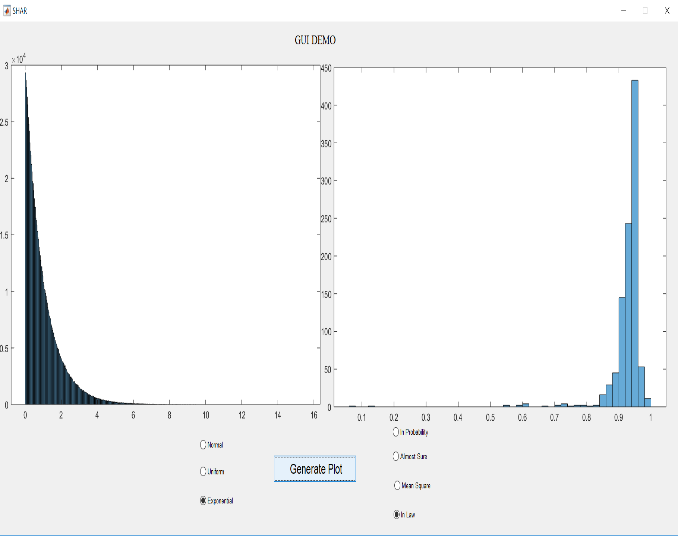 SHAR
GUI DEMO
×10⁴
3
2.5
2
1.5
1
0.5
0
0 2 4 6 8 10 12 14 16
450
400
350
300
250
200
150
100
50
0
0.1 0.2 0.3 0.4 0.5 0.6 0.7 0.8 0.9 1
Normal
Uniform
Exponential
Generate Plot
In Probability
Almost Sure
Mean Square
In Law